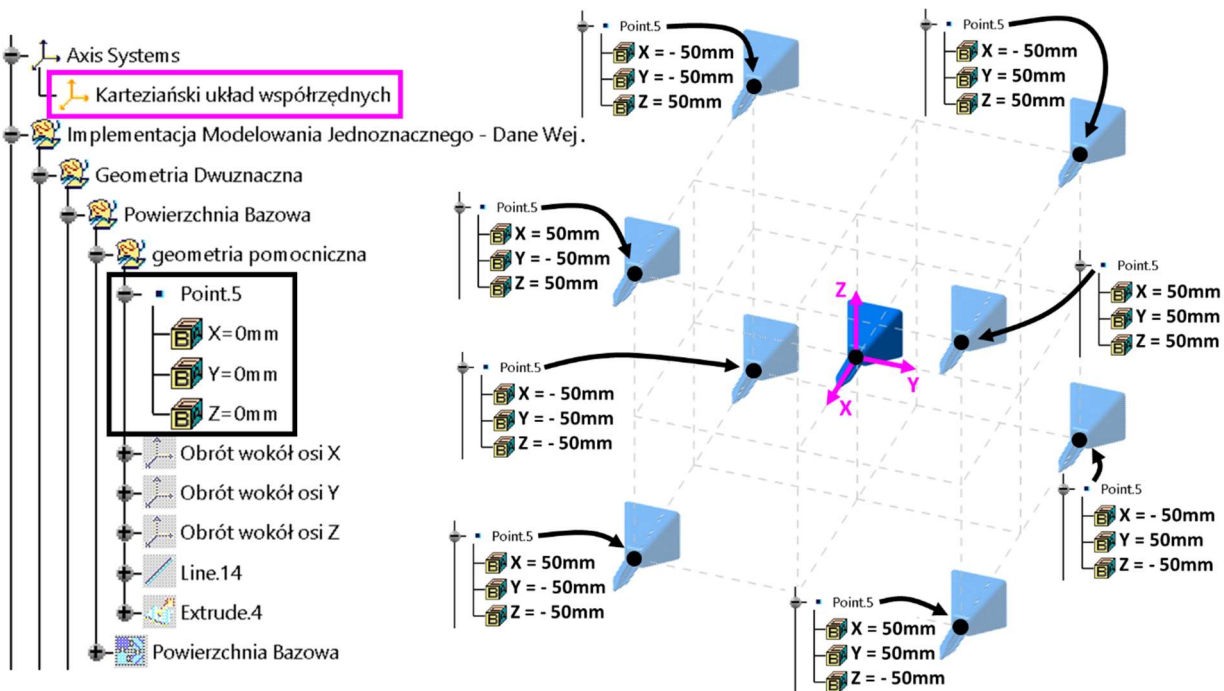 Axis Systems
Karteziański układ współrzędnych
Implementacja Modelowania Jednoznacznego - Dane Wej.
Geometria Dwuznaczna
Powierzchnia Bazowa
geometria pomocniczna
Point.5
X=0mm
Y=0mm
Z=0mm
Obrót wokół osi X
Obrót wokół osi Y
Obrót wokół osi Z
Line.14
Extrude.4
Powierzchnia Bazowa
Point.5
X = - 50mm
Y = - 50mm
Z = 50mm
Point.5
X = - 50mm
Y = 50mm
Z = 50mm
Point.5
X = 50mm
Y = - 50mm
Z = 50mm
Point.5
X = 50mm
Y = 50mm
Z = 50mm
Z
Y
X
Point.5
X = - 50mm
Y = - 50mm
Z = - 50mm
Point.5
X = - 50mm
Y = 50mm
Z = - 50mm
Point.5
X = 50mm
Y = - 50mm
Z = - 50mm
Point.5
X = 50mm
Y = 50mm
Z = - 50mm